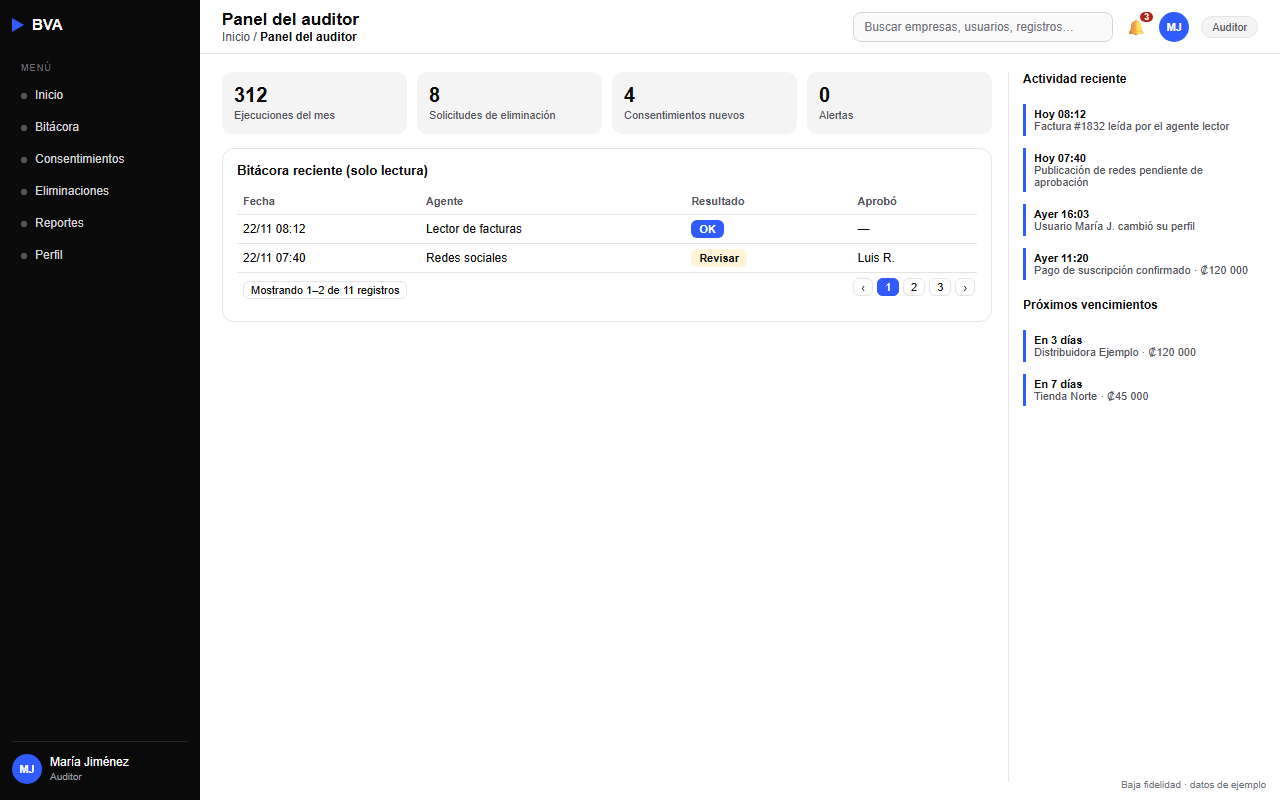 BVA
MENÚ
Inicio
Bitácora
Consentimientos
Eliminaciones
Reportes
Perfil
MJ
María Jiménez
Auditor
Panel del auditor
Inicio / Panel del auditor
Buscar empresas, usuarios, registros…
3
MJ
Auditor
312
Ejecuciones del mes
8
Solicitudes de eliminación
4
Consentimientos nuevos
0
Alertas
Bitácora reciente (solo lectura)
Fecha Agente Resultado Aprobó
22/11 08:12 Lector de facturas OK —
22/11 07:40 Redes sociales Revisar Luis R.
Mostrando 1–2 de 11 registros
‹ 1 2 3 ›
Actividad reciente
Hoy 08:12
Factura #1832 leída por el agente lector
Hoy 07:40
Publicación de redes pendiente de
aprobación
Ayer 16:03
Usuario María J. cambió su perfil
Ayer 11:20
Pago de suscripción confirmado · ₡120 000
Próximos vencimientos
En 3 días
Distribuidora Ejemplo · ₡120 000
En 7 días
Tienda Norte · ₡45 000
Baja fidelidad · datos de ejemplo